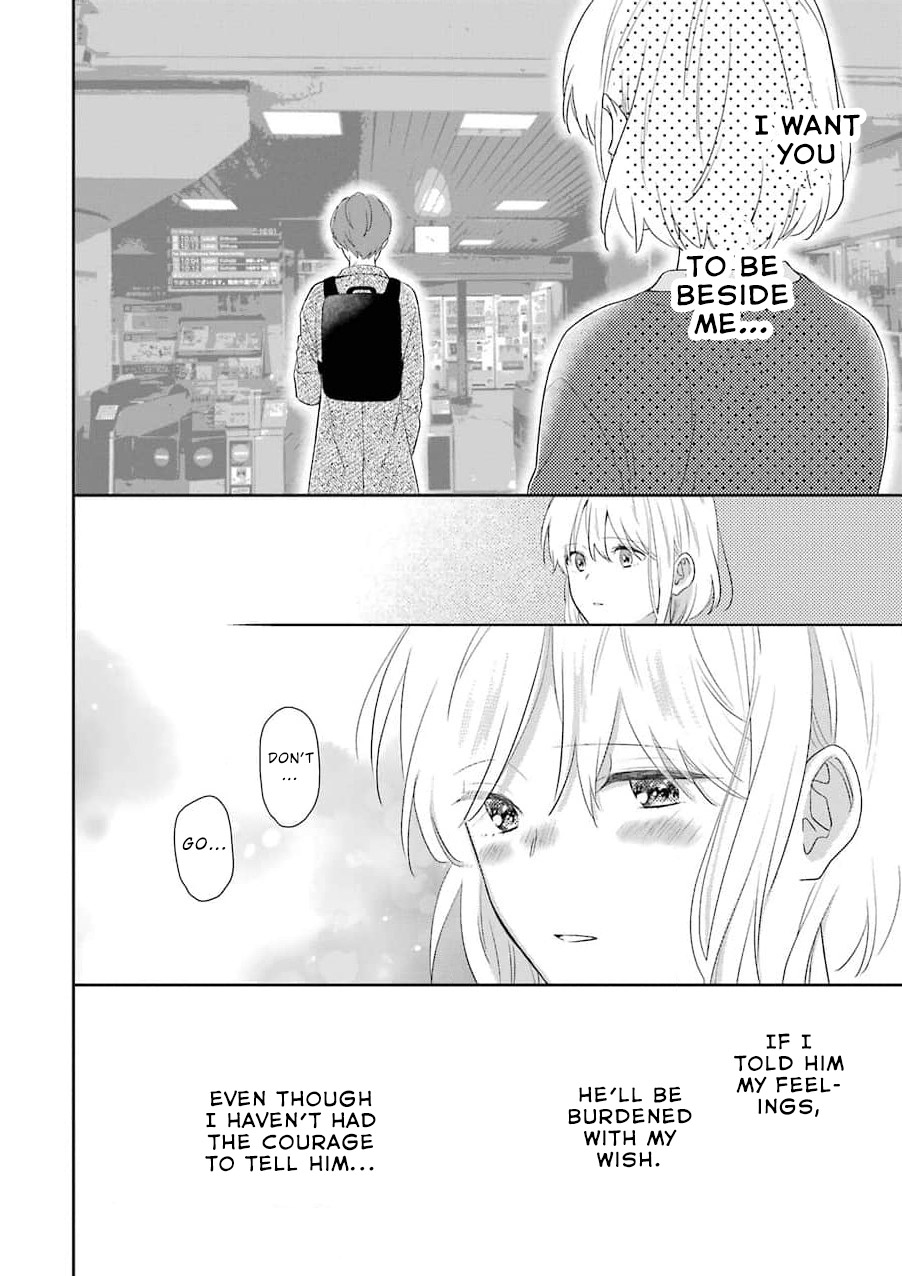 I WANT
YOU
TO BE
BESIDE
ME...
DON'T
...
GO...
IF I
TOLD HIM
MY FEEL-
INGS,
HE'LL BE
BURDENED
WITH MY
WISH.
EVEN THOUGH
I HAVEN'T HAD
THE COURAGE
TO TELL HIM...